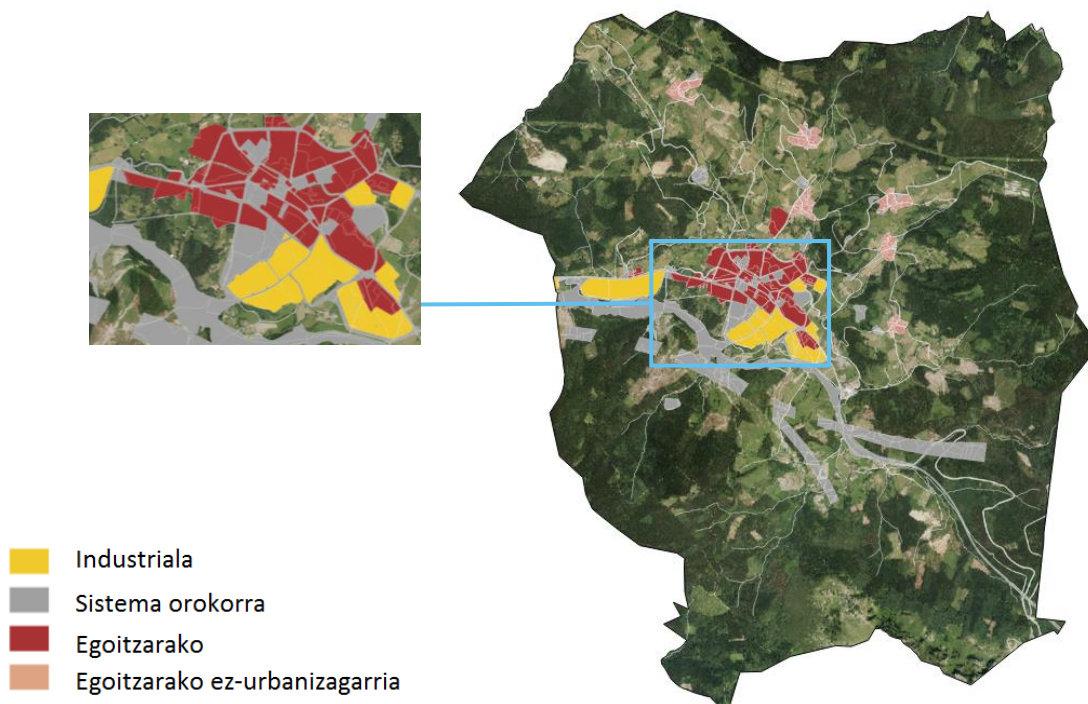 Industriala
Sistema orokorra
Egoitzarako
Egoitzarako ez-urbanizagarria